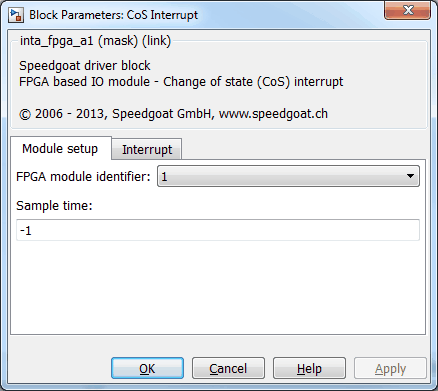 Block Parameters: CoS Interrupt
inta_fpga_a1 (mask) (link)
Speedgoat driver block
FPGA based IO module - Change of state (CoS) interrupt
© 2006 - 2013, Speedgoat GmbH, www.speedgoat.ch
Module setup Interrupt
FPGA module identifier: 1
Sample time:
-1
OK Cancel Help Apply